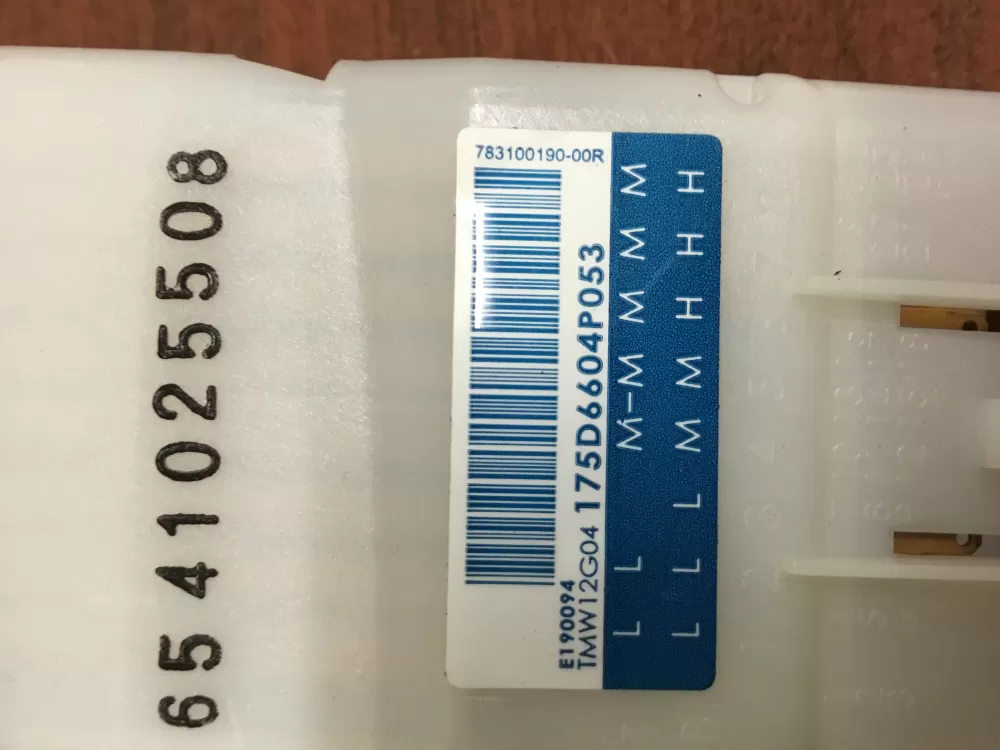 6541025508
783100190-00R
E190094
TMW12G04 175D6604P053
L L M-M M M M
L L L M M H H H